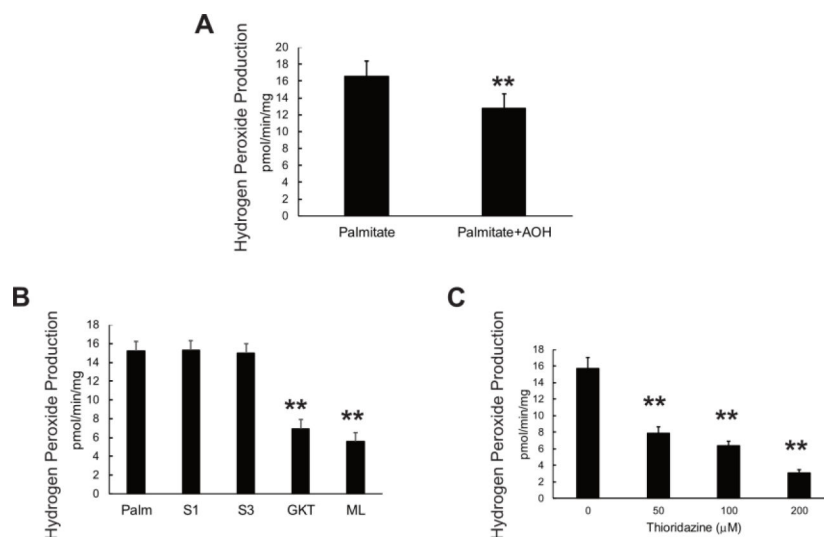 A
Hydrogen Peroxide Production
pmol/min/mg
20
18
16
14
12
10
8
6
4
2
0
**
Palmitate
Palmitate+AOH
B
Hydrogen Peroxide Production
pmol/min/mg
18
16
14
12
10
8
6
4
2
0
**
**
Palm
S1
S3
GKT
ML
C
Hydrogen Peroxide Production
pmol/min/mg
18
16
14
12
10
8
6
4
2
0
**
**
**
0
50
100
200
Thioridazine (μM)